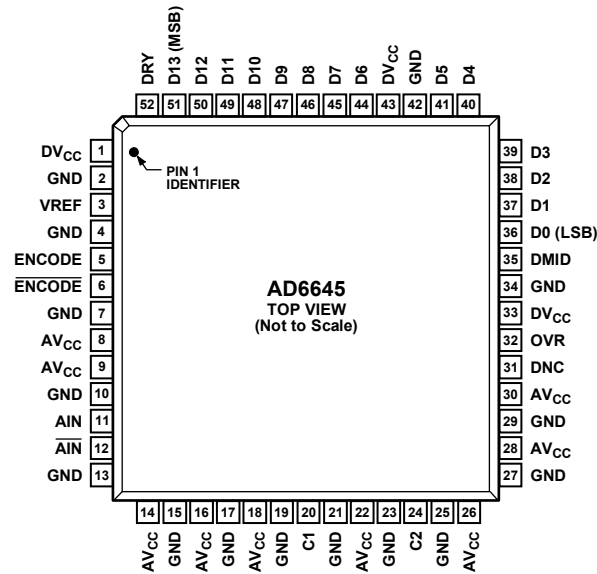 DRY D13 (MSB) D12 D11 D10 D9 D8 D7 D6 DVCC GND D5 D4
52 51 50 49 48 47 46 45 44 43 42 41 40
DVCC 1
GND 2
VREF 3
GND 4
ENCODE 5
ENCODE 6
GND 7
AVCC 8
AVCC 9
GND 10
AIN 11
AIN 12
GND 13
PIN 1
IDENTIFIER
AD6645
TOP VIEW
(Not to Scale)
39 D3
38 D2
37 D1
36 D0 (LSB)
35 DMID
34 GND
33 DVCC
32 OVR
31 DNC
30 AVCC
29 GND
28 AVCC
27 GND
14 15 16 17 18 19 20 21 22 23 24 25 26
AVCC GND AVCC GND AVCC GND C1 GND AVCC GND C2 GND AVCC